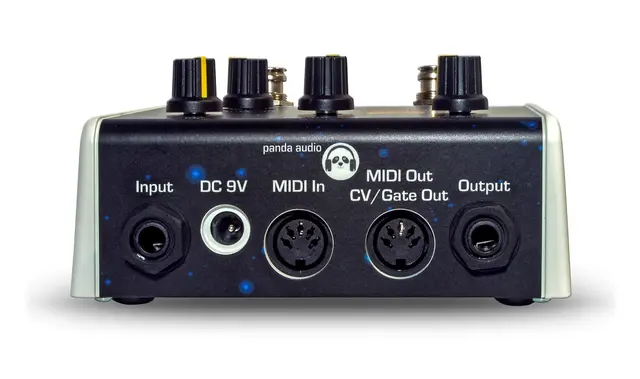 panda audio
Input
DC 9V
MIDI In
MIDI Out
CV/Gate Out
Output